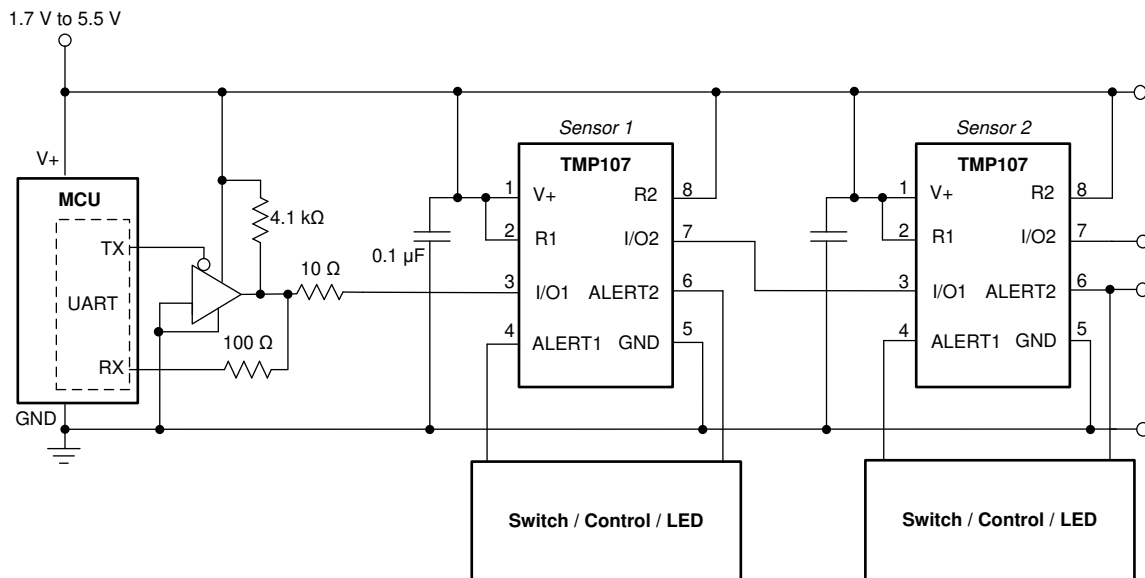 1.7 V to 5.5 V
V+
MCU
TX
UART
RX
GND
4.1 kΩ
10 Ω
100 Ω
0.1 µF
Sensor 1
TMP107
1
V+
R2
8
2
R1
I/O2
7
3
I/O1
ALERT2
6
4
ALERT1
GND
5
Switch / Control / LED
Sensor 2
TMP107
1
V+
R2
8
2
R1
I/O2
7
3
I/O1
ALERT2
6
4
ALERT1
GND
5
Switch / Control / LED